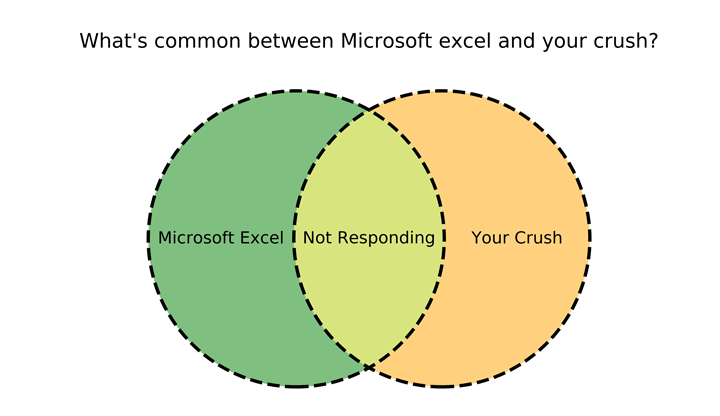 What's common between Microsoft excel and your crush?
Microsoft Excel
Not Responding
Your Crush